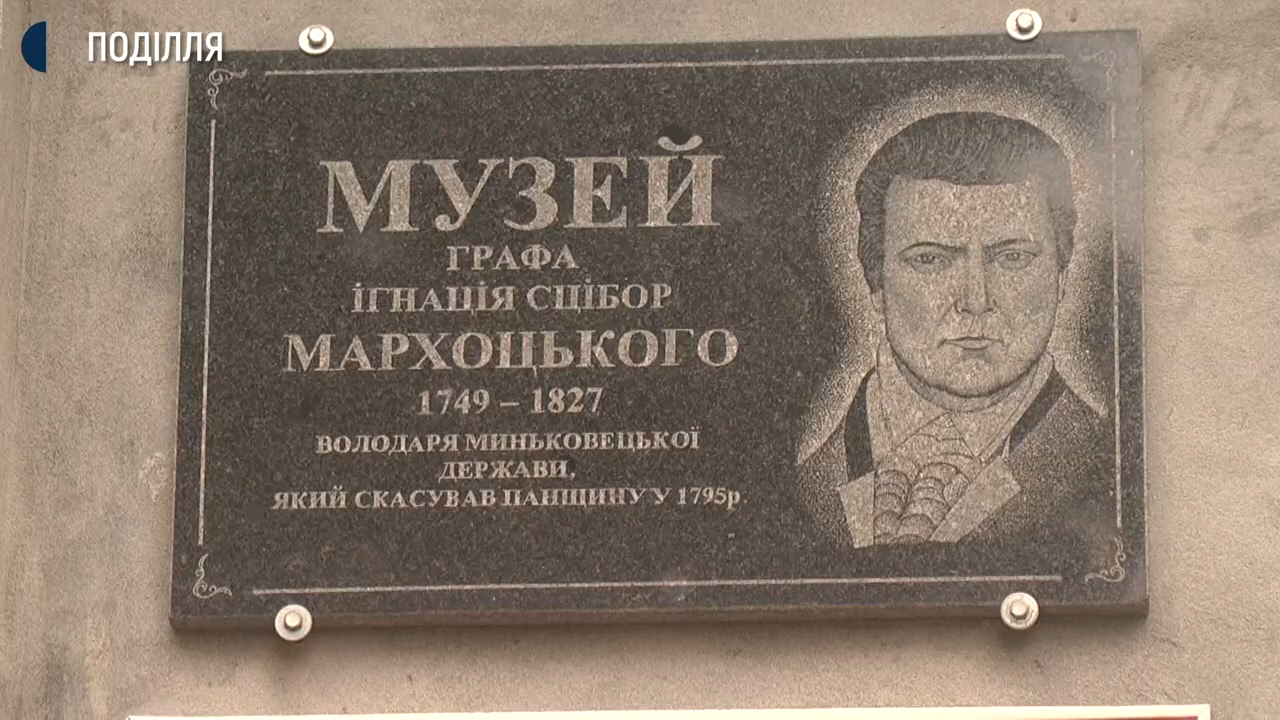 ПОДІЛЛЯ
МУЗЕЙ
ГРАФА
ІГНАЦІЯ СЦІБОР
МАРХОЦЬКОГО
1749 – 1827
ВОЛОДАРЯ МИНЬКОВЕЦЬКОЇ
ДЕРЖАВИ,
ЯКИЙ СКАСУВАВ ПАНЩИНУ У 1795р.